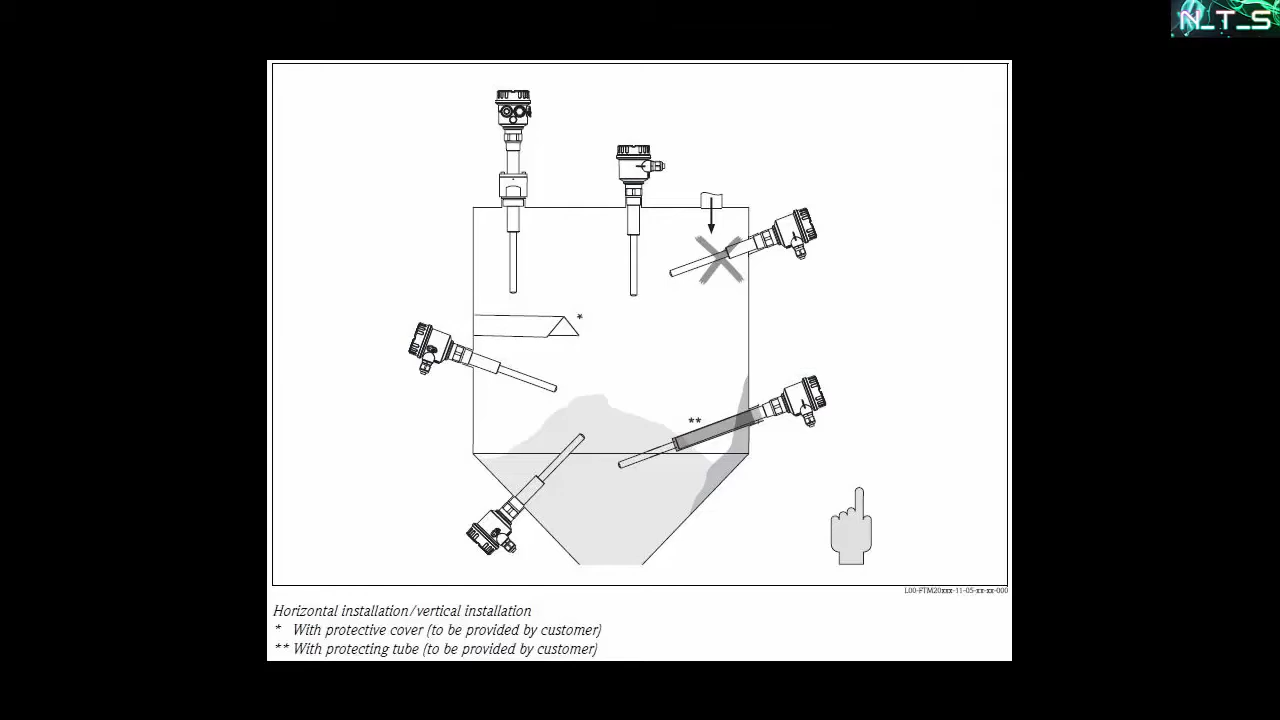 N_T_S
*
**
L00-FTM20xxx-11-05-xx-xx-000
Horizontal installation/vertical installation
* With protective cover (to be provided by customer)
** With protecting tube (to be provided by customer)